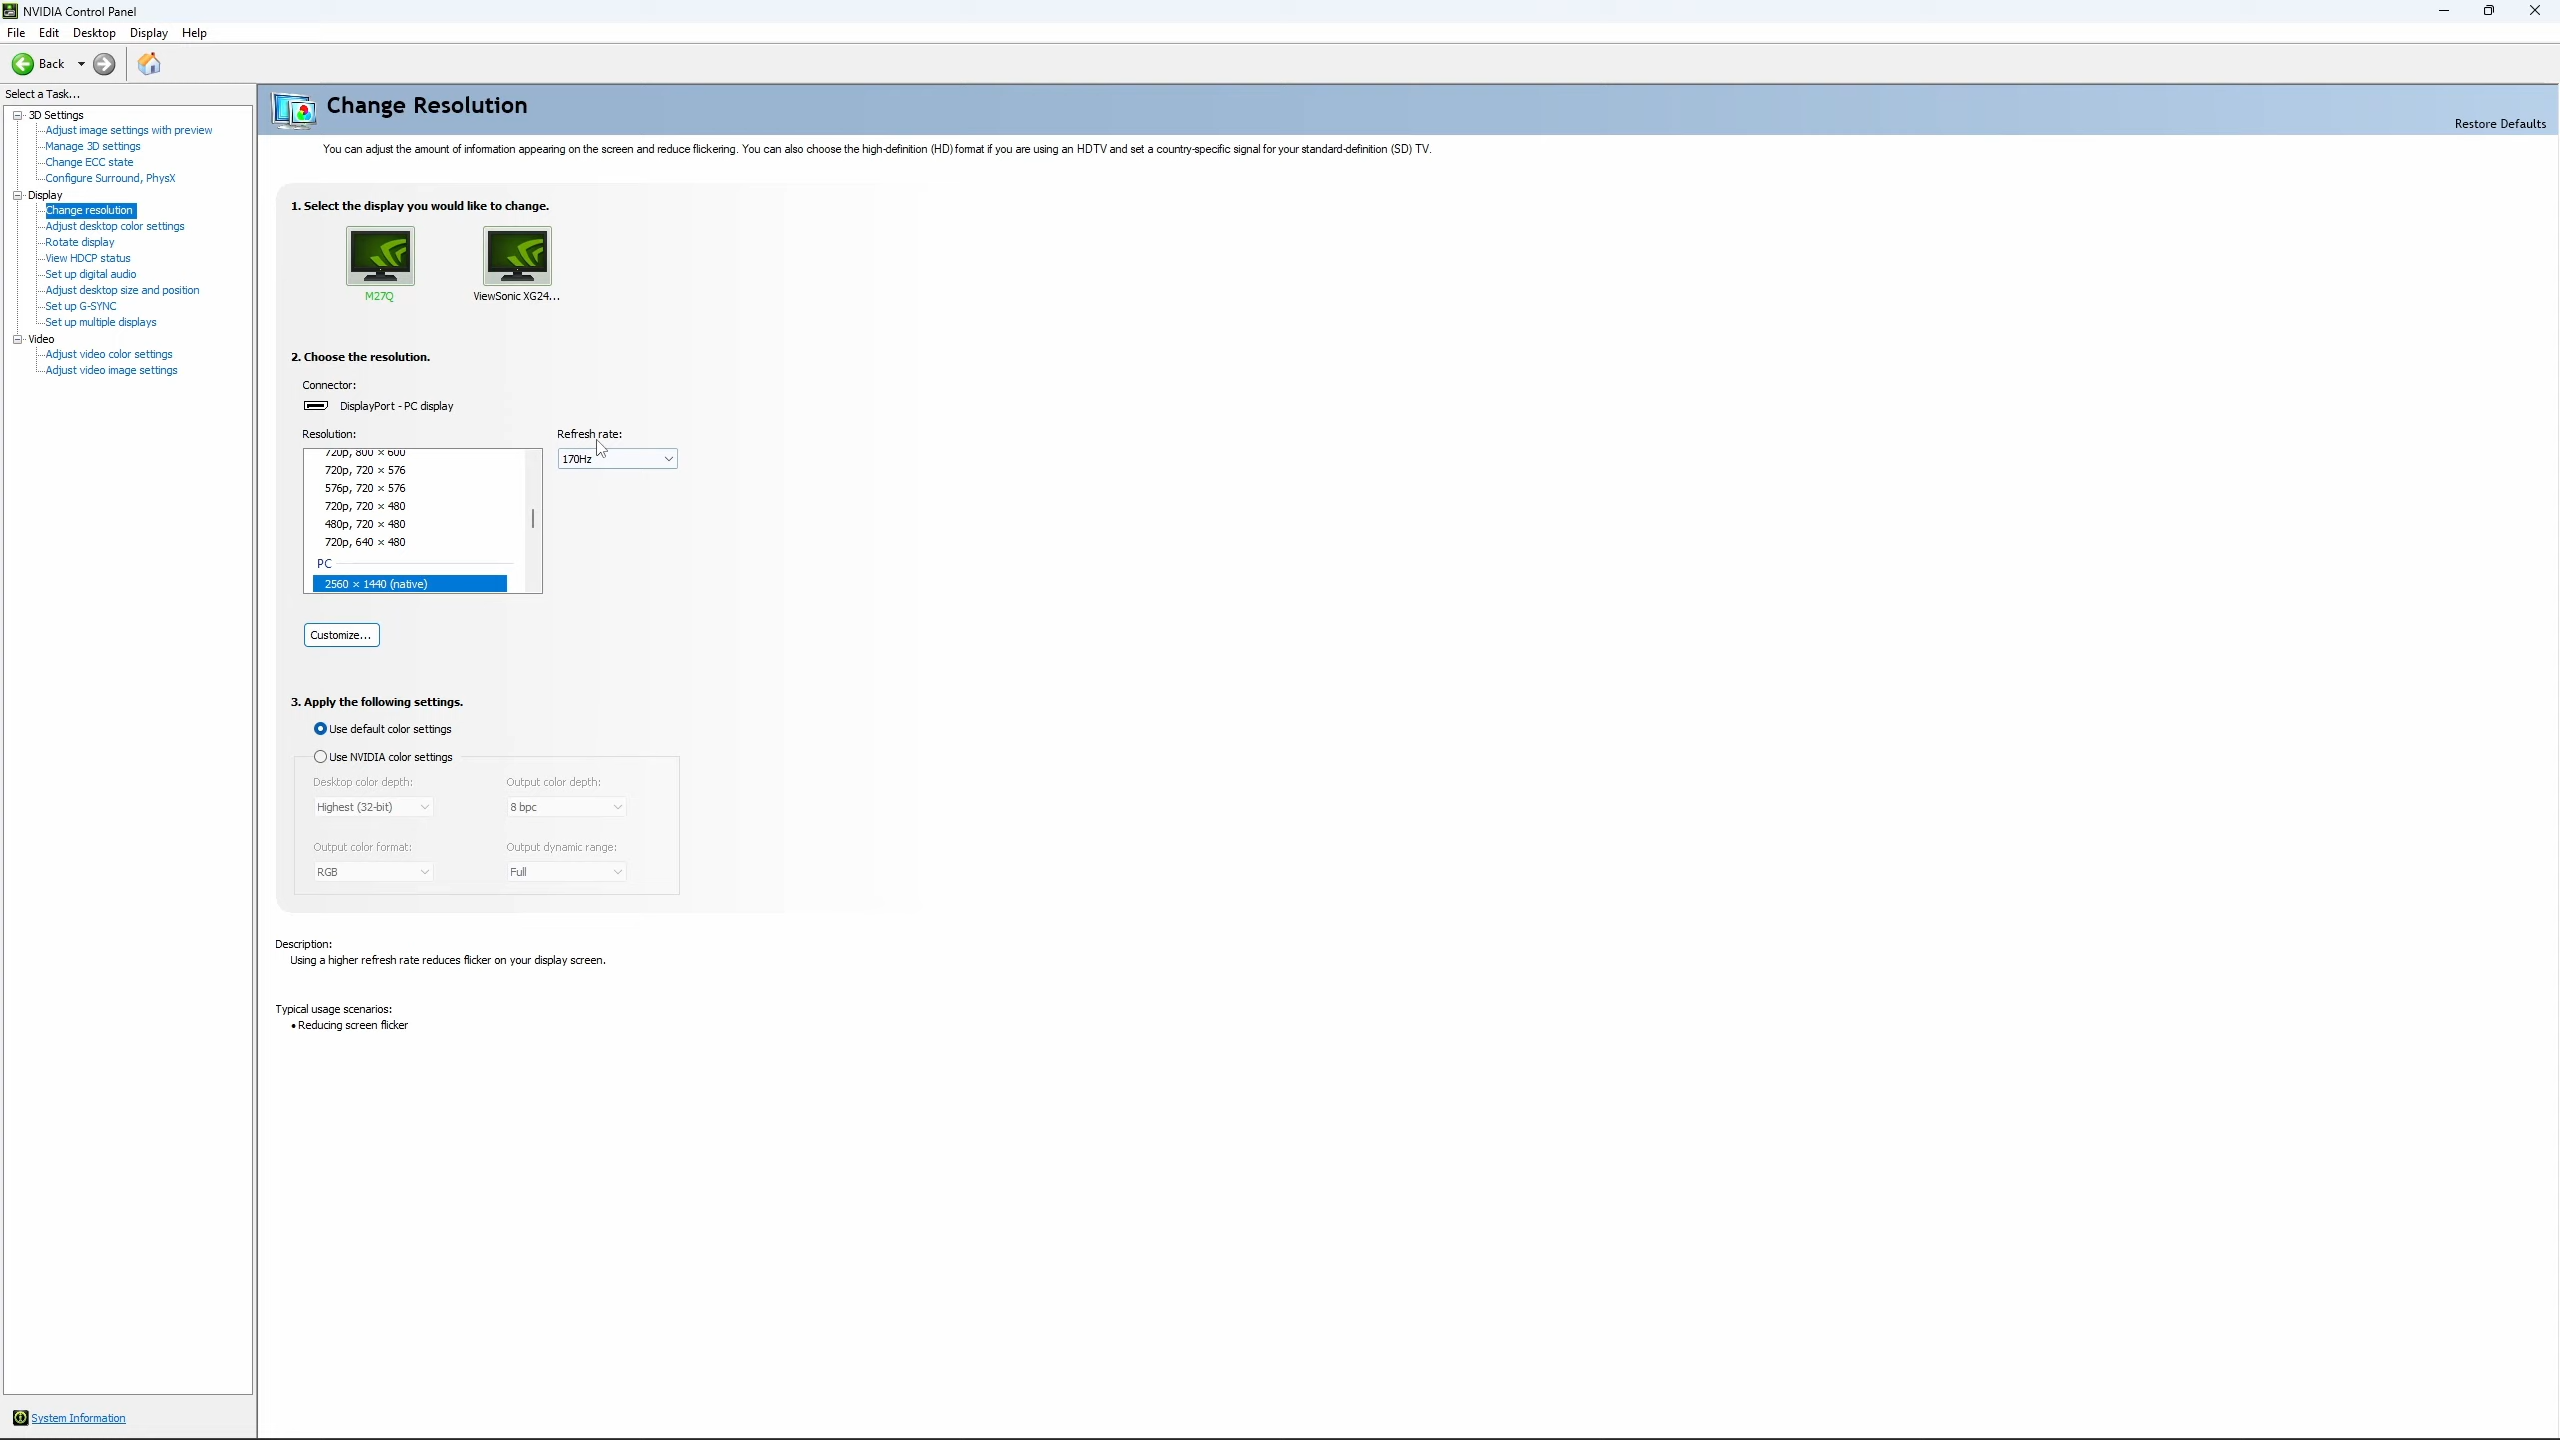 NVIDIA Control Panel
File Edit Desktop Display Help
Back
Select a Task...
3D Settings
Adjust image settings with preview
Manage 3D settings
Change ECC state
Configure Surround, PhysX
Display
Change resolution
Adjust desktop color settings
Rotate display
View HDCP status
Set up digital audio
Adjust desktop size and position
Set up G-SYNC
Set up multiple displays
Video
Adjust video color settings
Adjust video image settings
System Information
Change Resolution
Restore Defaults
You can adjust the amount of information appearing on the screen and reduce flickering. You can also choose the high-definition (HD) format if you are using an HDTV and set a country-specific signal for your standard-definition (SD) TV.
1. Select the display you would like to change.
M27Q ViewSonic XG24...
2. Choose the resolution.
Connector:
DisplayPort - PC display
Resolution: Refresh rate:
720p, 800 × 600
170Hz
720p, 720 × 576
576p, 720 × 576
720p, 720 × 480
480p, 720 × 480
720p, 640 × 480
PC
2560 × 1440 (native)
Customize...
3. Apply the following settings.
Use default color settings
Use NVIDIA color settings
Desktop color depth: Output color depth:
Highest (32-bit) 8 bpc
Output color format: Output dynamic range:
RGB Full
Description:
Using a higher refresh rate reduces flicker on your display screen.
Typical usage scenarios:
• Reducing screen flicker